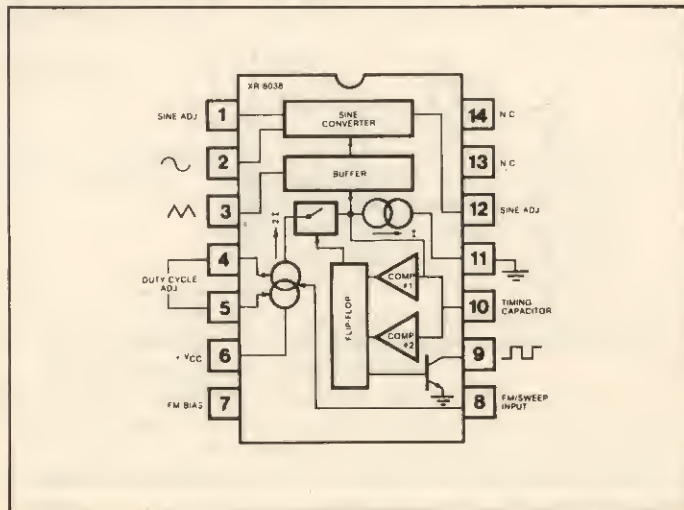 XR 8038
SINE ADJ
1
2
3
4
DUTY CYCLE
ADJ
5
+ VCC
6
FM BIAS
7
SINE
CONVERTER
BUFFER
2I
I
FLIP-FLOP
COMP
#1
COMP
#2
14
N.C
13
N.C
12
SINE ADJ
11
10
TIMING
CAPACITOR
9
8
FM/SWEEP
INPUT